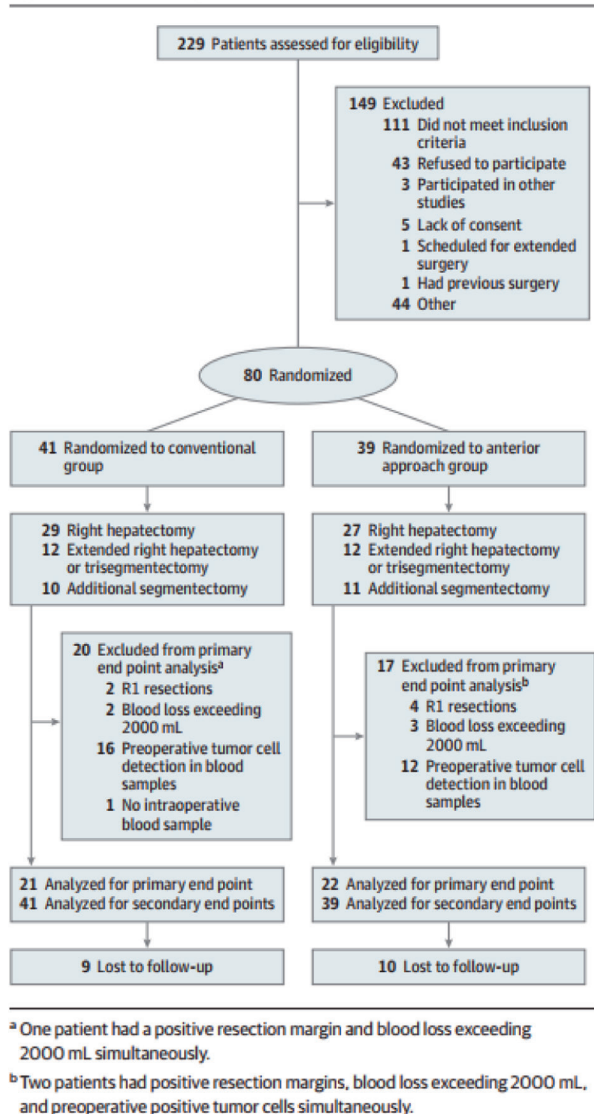 229 Patients assessed for eligibility
149 Excluded
111 Did not meet inclusion
criteria
43 Refused to participate
3 Participated in other
studies
5 Lack of consent
1 Scheduled for extended
surgery
1 Had previous surgery
44 Other
80 Randomized
41 Randomized to conventional
group
39 Randomized to anterior
approach group
29 Right hepatectomy
12 Extended right hepatectomy
or trisegmentectomy
10 Additional segmentectomy
27 Right hepatectomy
12 Extended right hepatectomy
or trisegmentectomy
11 Additional segmentectomy
20 Excluded from primary
end point analysisᵃ
2 R1 resections
2 Blood loss exceeding
2000 mL
16 Preoperative tumor cell
detection in blood
samples
1 No intraoperative
blood sample
17 Excluded from primary
end point analysisᵇ
4 R1 resections
3 Blood loss exceeding
2000 mL
12 Preoperative tumor cell
detection in blood
samples
21 Analyzed for primary end point
41 Analyzed for secondary end points
22 Analyzed for primary end point
39 Analyzed for secondary end points
9 Lost to follow-up
10 Lost to follow-up
ᵃ One patient had a positive resection margin and blood loss exceeding
2000 mL simultaneously.
ᵇ Two patients had positive resection margins, blood loss exceeding 2000 mL,
and preoperative positive tumor cells simultaneously.